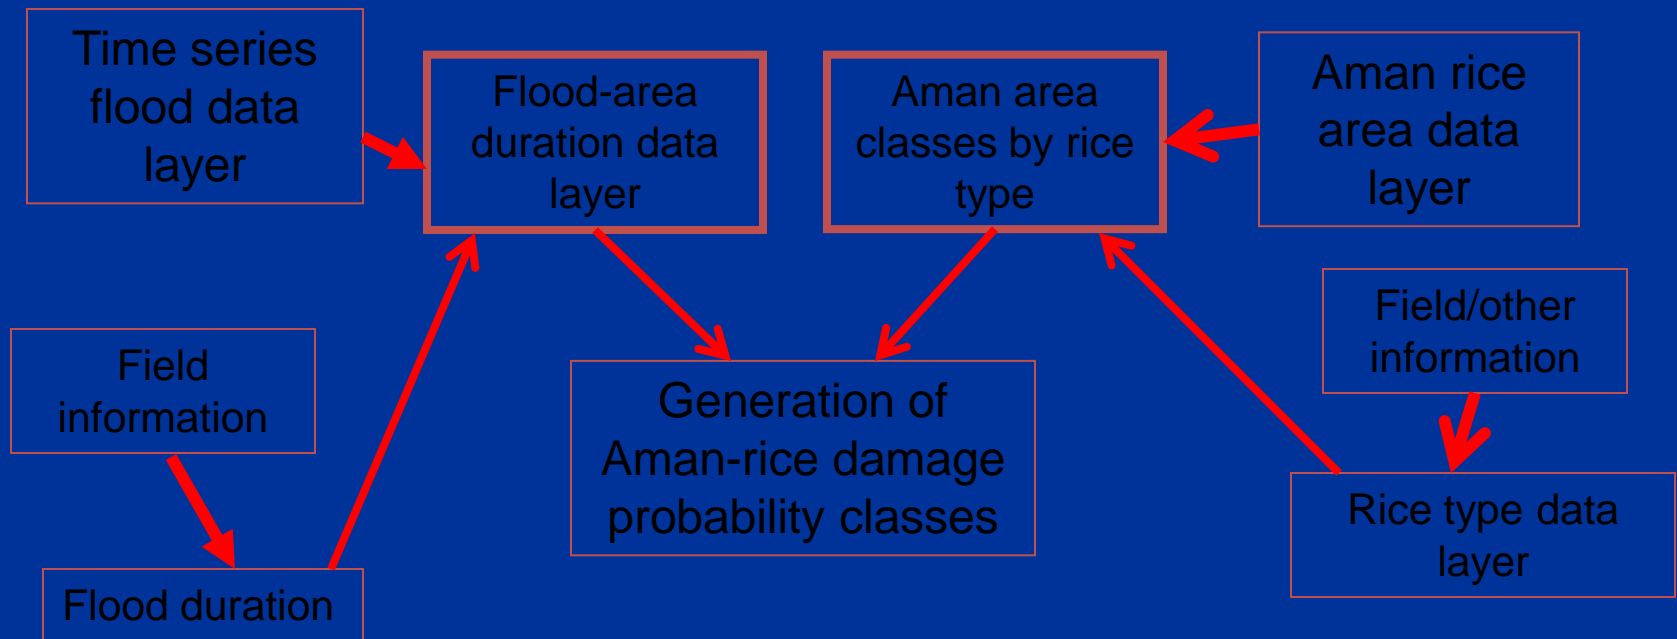 Time series
flood data
layer
Flood-area
duration data
layer
Aman area
classes by rice
type
Aman rice
area data
layer
Field
information
Generation of
Aman-rice damage
probability classes
Field/other
information
Rice type data
layer
Flood duration